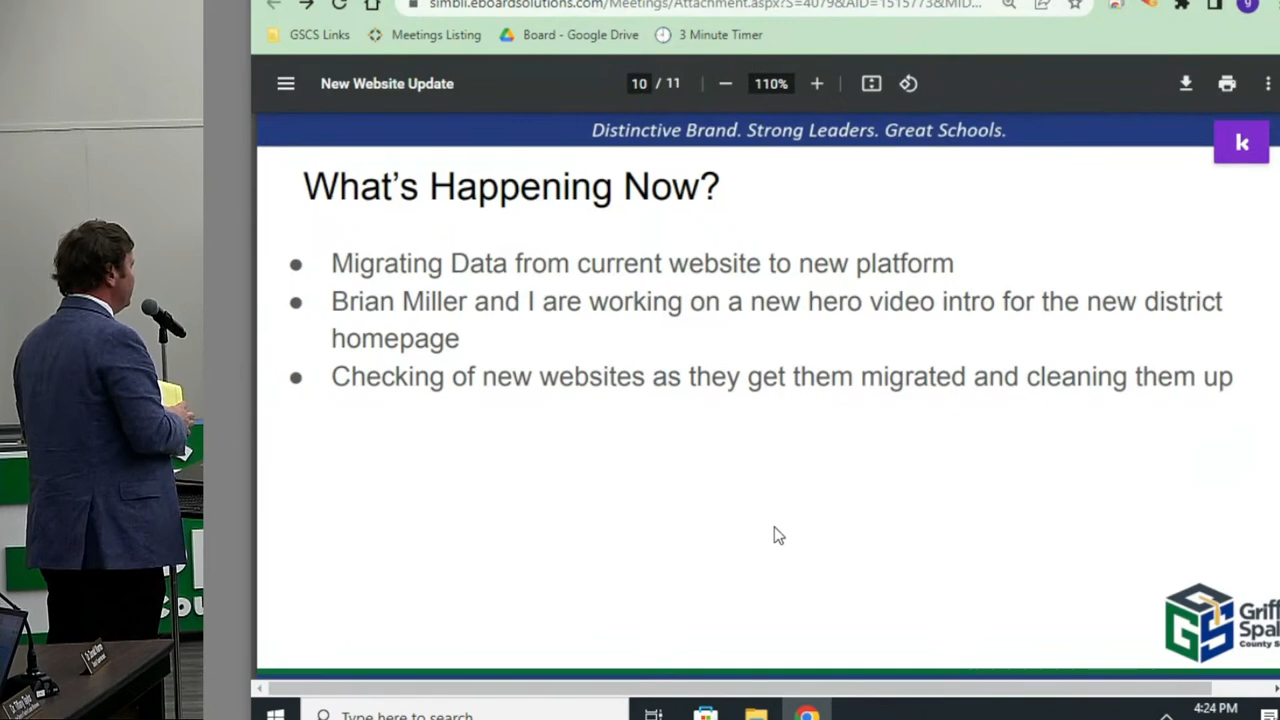 simbli.eboardsolutions.com/Meetings/Attachment.aspx?S=4079&AID=1515773&MID...
GSCS Links Meetings Listing Board - Google Drive 3 Minute Timer
New Website Update 10 / 11 110%
Distinctive Brand. Strong Leaders. Great Schools.
k
What's Happening Now?
● Migrating Data from current website to new platform
● Brian Miller and I are working on a new hero video intro for the new district
homepage
● Checking of new websites as they get them migrated and cleaning them up
GS
Griff
Spal
County S
Type here to search
4:24 PM